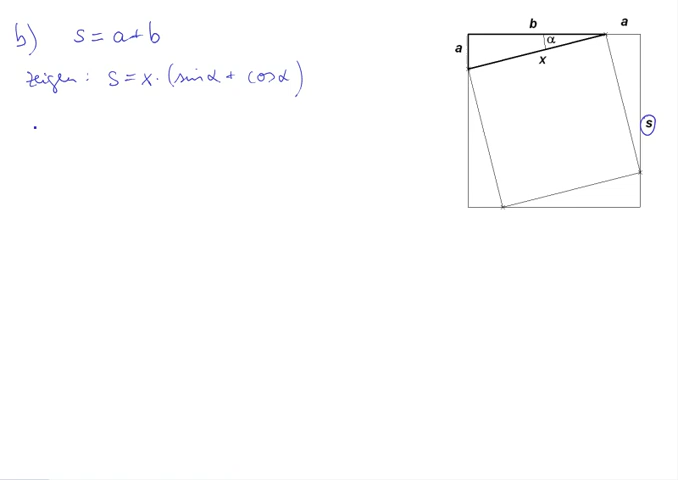 b) s = a + b
zeigen: s = x · (sin α + cos α)
b
a
a
α
x
s